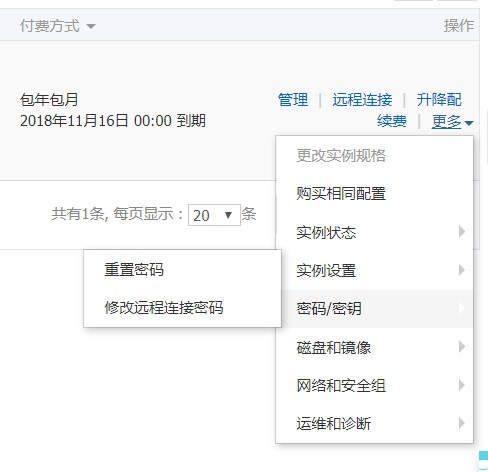 付费方式 操作
包年包月 管理 | 远程连接 | 升降配
2018年11月16日 00:00 到期 续费 | 更多
更改实例规格
购买相同配置
共有1条, 每页显示：20条
实例状态
实例设置
重置密码
密码/密钥
修改远程连接密码
磁盘和镜像
网络和安全组
运维和诊断